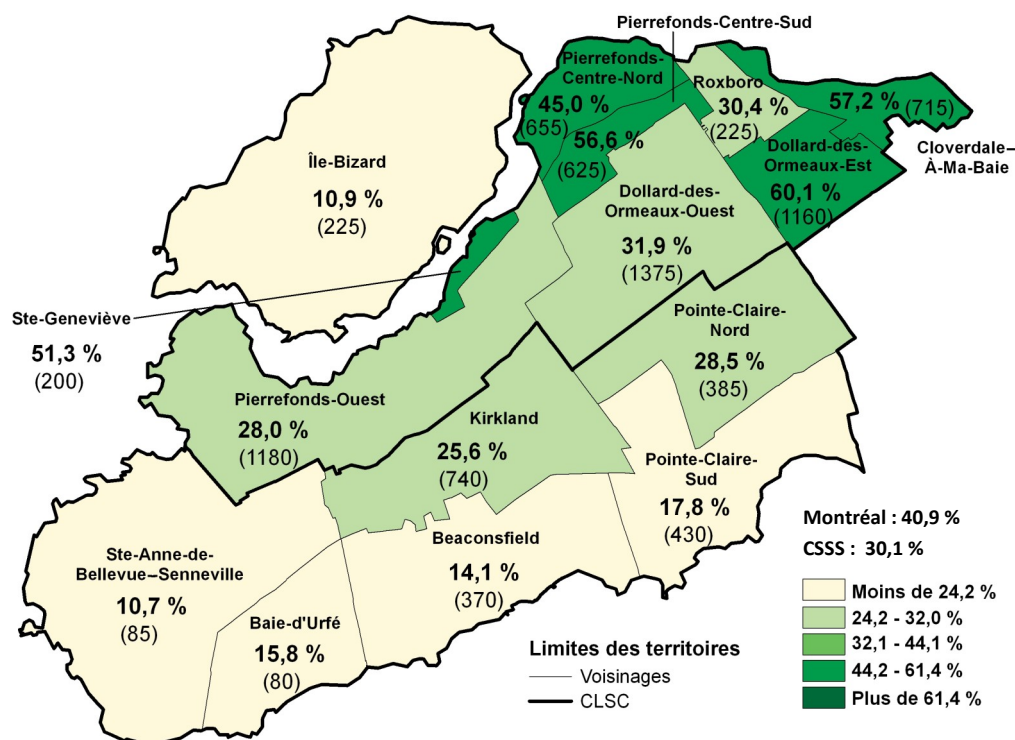 Pierrefonds-Centre-Sud
Pierrefonds-
Centre-Nord
45,0 %
(655)
56,6 %
(625)
Roxboro
30,4 %
(225)
57,2 % (715)
Cloverdale–
À-Ma-Baie
Dollard-des-
Ormeaux-Est
60,1 %
(1160)
Île-Bizard
10,9 %
(225)
Dollard-des-
Ormeaux-Ouest
31,9 %
(1375)
Ste-Geneviève
51,3 %
(200)
Pointe-Claire-
Nord
28,5 %
(385)
Pierrefonds-Ouest
28,0 %
(1180)
Kirkland
25,6 %
(740)
Pointe-Claire-
Sud
17,8 %
(430)
Ste-Anne-de-
Bellevue–Senneville
10,7 %
(85)
Baie-d'Urfé
15,8 %
(80)
Beaconsfield
14,1 %
(370)
Montréal : 40,9 %
CSSS : 30,1 %
Moins de 24,2 %
24,2 - 32,0 %
32,1 - 44,1 %
44,2 - 61,4 %
Plus de 61,4 %
Limites des territoires
Voisinages
CLSC